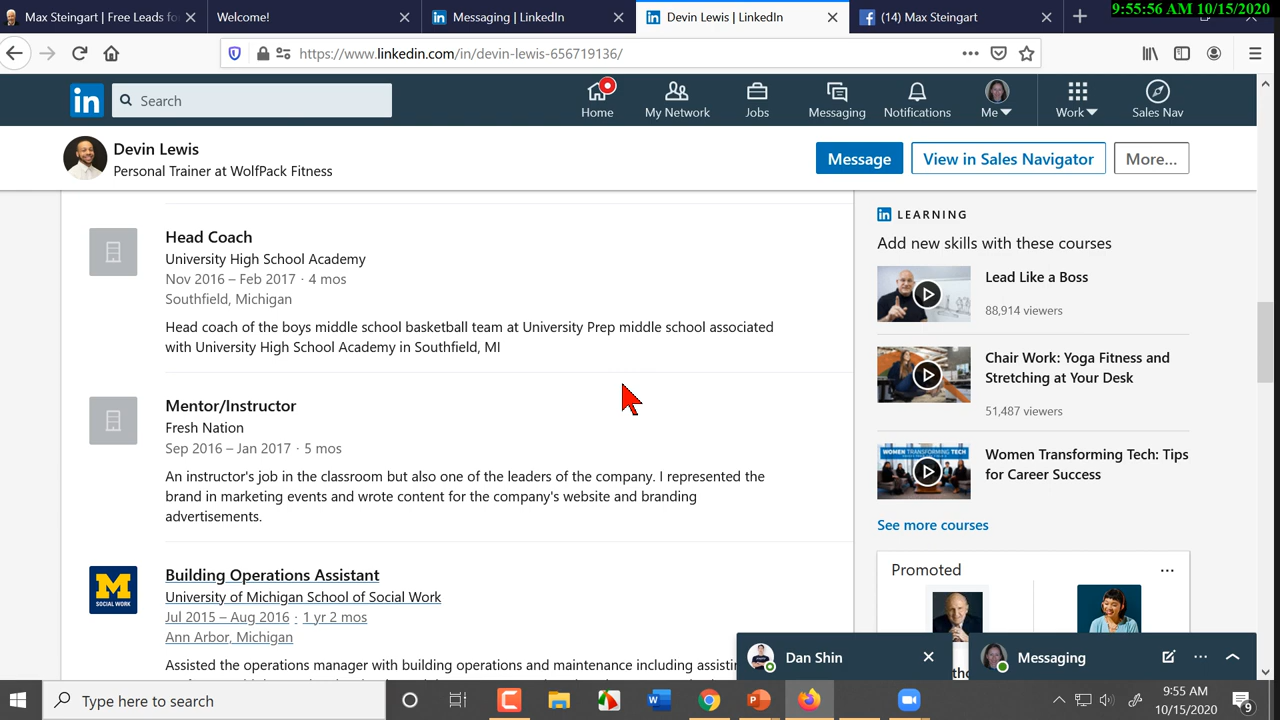 9:55:56 AM 10/15/2020
Max Steingart | Free Leads fo
Welcome!
Messaging | LinkedIn
Devin Lewis | LinkedIn
(14) Max Steingart
https://www.linkedin.com/in/devin-lewis-656719136/
in
Search
Home
My Network
Jobs
Messaging
Notifications
Me
Work
Sales Nav
Devin Lewis
Personal Trainer at WolfPack Fitness
Message
View in Sales Navigator
More...
Head Coach
University High School Academy
Nov 2016 – Feb 2017 · 4 mos
Southfield, Michigan
Head coach of the boys middle school basketball team at University Prep middle school associated
with University High School Academy in Southfield, MI
Mentor/Instructor
Fresh Nation
Sep 2016 – Jan 2017 · 5 mos
An instructor's job in the classroom but also one of the leaders of the company. I represented the
brand in marketing events and wrote content for the company's website and branding
advertisements.
M
SOCIAL WORK
Building Operations Assistant
University of Michigan School of Social Work
Jul 2015 – Aug 2016 · 1 yr 2 mos
Ann Arbor, Michigan
Assisted the operations manager with building operations and maintenance including assisti
in LEARNING
Add new skills with these courses
Lead Like a Boss
88,914 viewers
Chair Work: Yoga Fitness and
Stretching at Your Desk
51,487 viewers
WOMEN TRANSFORMING TECH
Women Transforming Tech: Tips
for Career Success
See more courses
Promoted
Dan Shin
Messaging
Type here to search
9:55 AM
10/15/2020
9